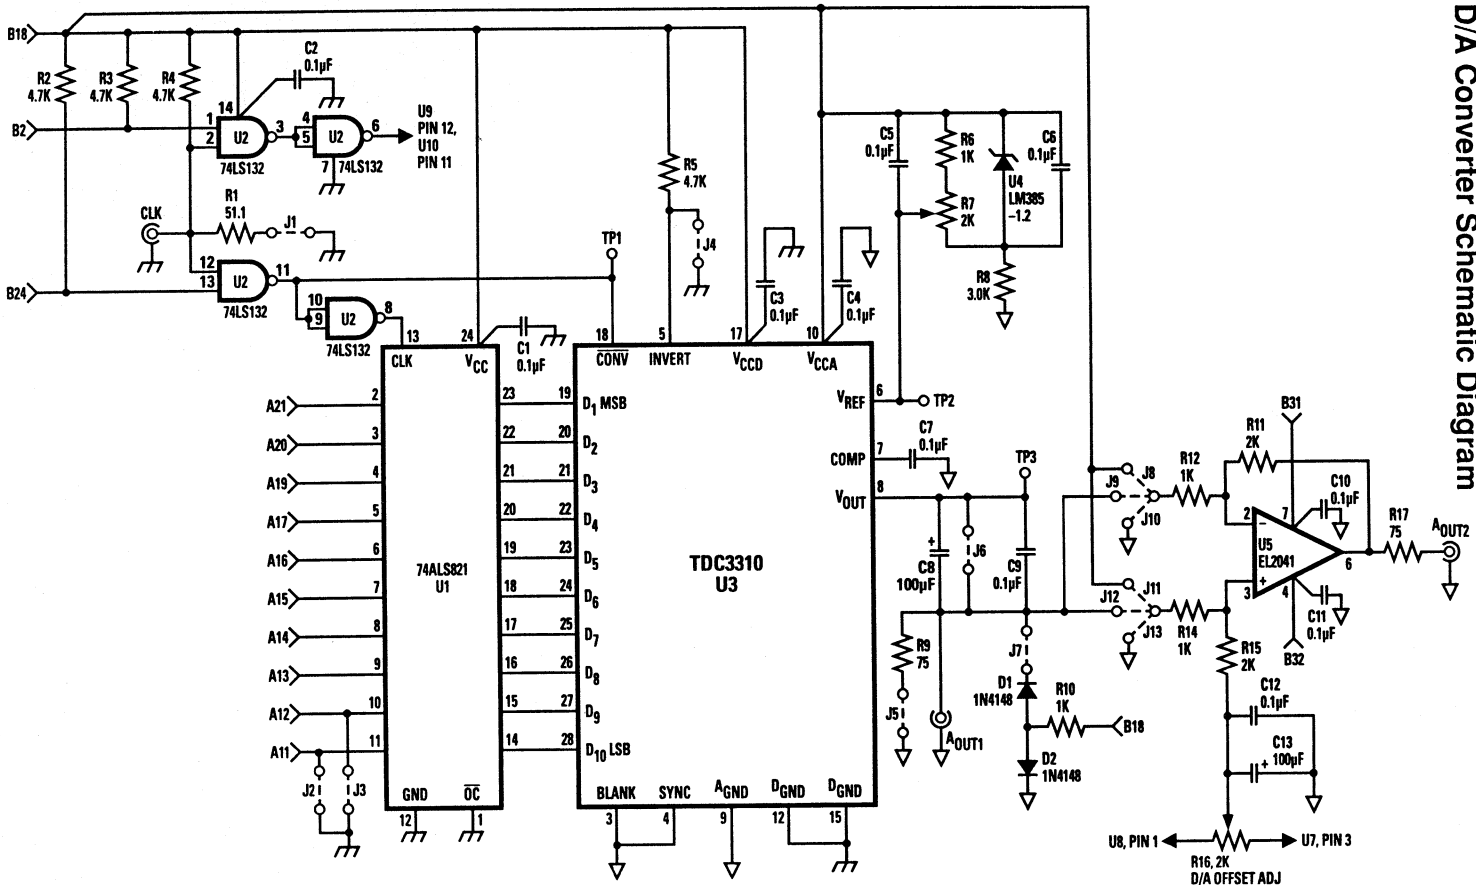 D/A Converter Schematic Diagram
B18
R2
4.7K
R3
4.7K
R4
4.7K
C2
0.1µF
B2
14
1
2
U2
3
74LS132
4
5
U2
6
7
74LS132
U9
PIN 12,
U10
PIN 11
CLK
R1
51.1
J1
B24
12
13
U2
11
74LS132
10
9
U2
8
74LS132
TP1
R5
4.7K
J4
C3
0.1µF
C4
0.1µF
C5
0.1µF
R6
1K
R7
2K
U4
LM385
–1.2
C6
0.1µF
R8
3.0K
13
24
C1
0.1µF
18
5
17
10
CLK
VCC
CONV
INVERT
VCCD
VCCA
A21
2
23
19
D1 MSB
A20
3
22
20
D2
A19
4
21
21
D3
A17
5
20
22
D4
A16
6
19
23
D5
A15
7
18
24
D6
A14
8
17
25
D7
A13
9
16
26
D8
A12
10
15
27
D9
A11
11
14
28
D10 LSB
74ALS821
U1
TDC3310
U3
J2
J3
GND
OC
12
1
BLANK
SYNC
AGND
DGND
DGND
3
4
9
12
15
VREF
6
TP2
COMP
7
C7
0.1µF
VOUT
8
TP3
+
C8
100µF
J6
C9
0.1µF
R9
75
J5
AOUT1
J7
D1
1N4148
R10
1K
B18
D2
1N4148
J8
J9
J10
R12
1K
R11
2K
B31
J11
J12
J13
R14
1K
2
–
7
C10
0.1µF
U5
EL2041
6
+
3
4
C11
0.1µF
B32
R17
75
AOUT2
R15
2K
C12
0.1µF
C13
+
100µF
U8, PIN 1
U7, PIN 3
R16, 2K
D/A OFFSET ADJ